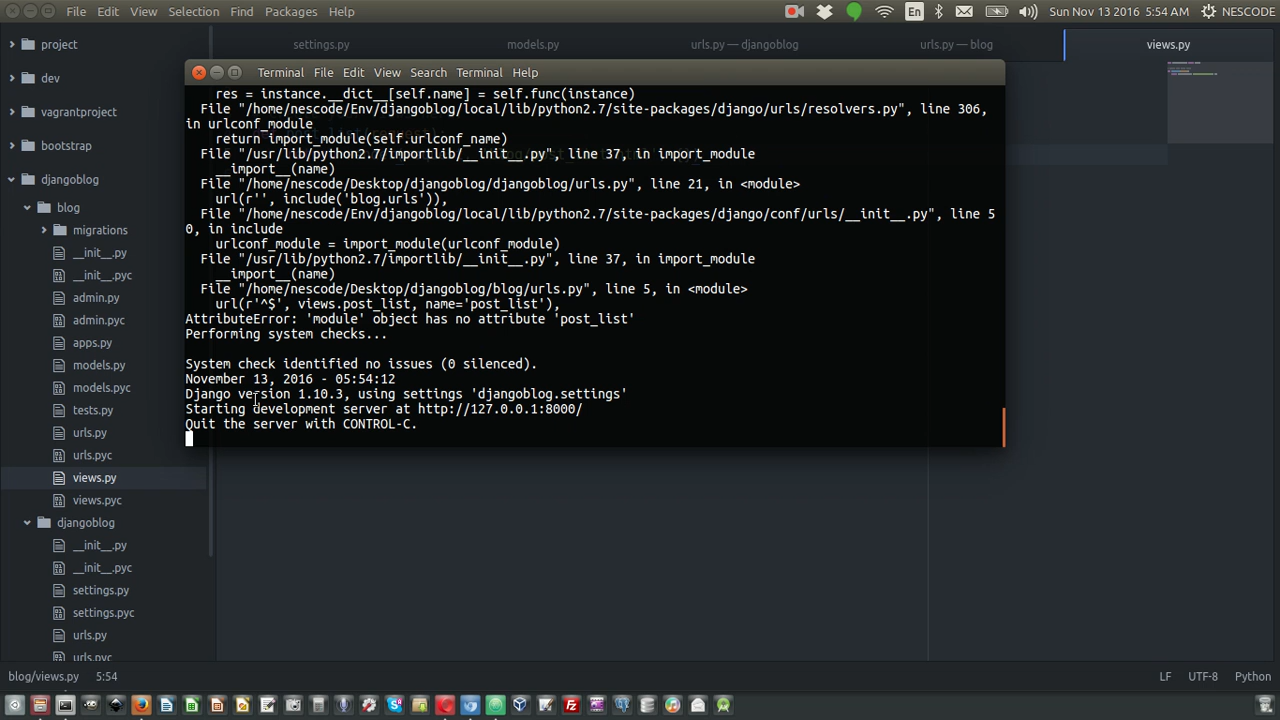 File Edit View Selection Find Packages Help
En
Sun Nov 13 2016 5:54 AM
NESCODE
project
dev
vagrantproject
bootstrap
djangoblog
blog
migrations
__init__.py
__init__.pyc
admin.py
admin.pyc
apps.py
models.py
models.pyc
tests.py
urls.py
urls.pyc
views.py
views.pyc
djangoblog
__init__.py
__init__.pyc
settings.py
settings.pyc
urls.py
urls.pyc
settings.py
models.py
urls.py — djangoblog
urls.py — blog
views.py
Terminal File Edit View Search Terminal Help
res = instance.__dict__[self.name] = self.func(instance)
File "/home/nescode/Env/djangoblog/local/lib/python2.7/site-packages/django/urls/resolvers.py", line 306,
in urlconf_module
return import_module(self.urlconf_name)
File "/usr/lib/python2.7/importlib/__init__.py", line 37, in import_module
__import__(name)
File "/home/nescode/Desktop/djangoblog/djangoblog/urls.py", line 21, in <module>
url(r'', include('blog.urls')),
File "/home/nescode/Env/djangoblog/local/lib/python2.7/site-packages/django/conf/urls/__init__.py", line 5
0, in include
urlconf_module = import_module(urlconf_module)
File "/usr/lib/python2.7/importlib/__init__.py", line 37, in import_module
__import__(name)
File "/home/nescode/Desktop/djangoblog/blog/urls.py", line 5, in <module>
url(r'^$', views.post_list, name='post_list'),
AttributeError: 'module' object has no attribute 'post_list'
Performing system checks...
System check identified no issues (0 silenced).
November 13, 2016 - 05:54:12
Django version 1.10.3, using settings 'djangoblog.settings'
Starting development server at http://127.0.0.1:8000/
Quit the server with CONTROL-C.
blog/views.py 5:54
LF UTF-8 Python